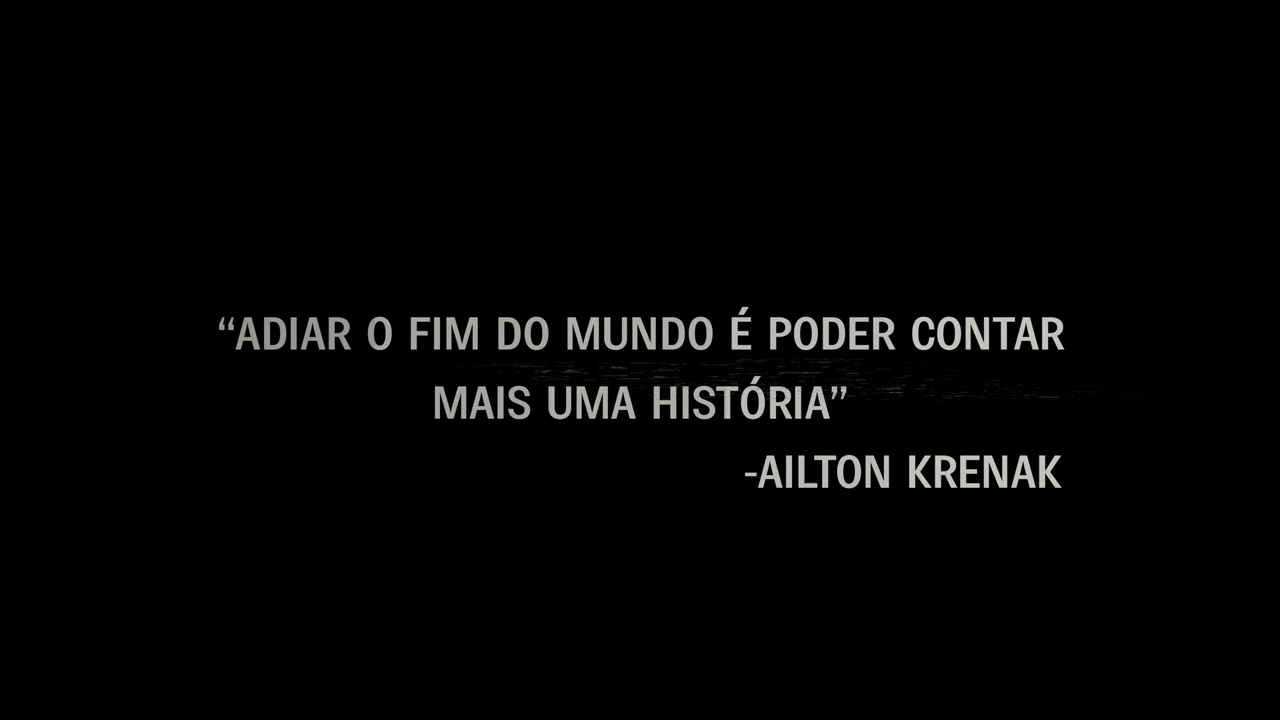 “ADIAR O FIM DO MUNDO É PODER CONTAR
MAIS UMA HISTÓRIA”
-AILTON KRENAK